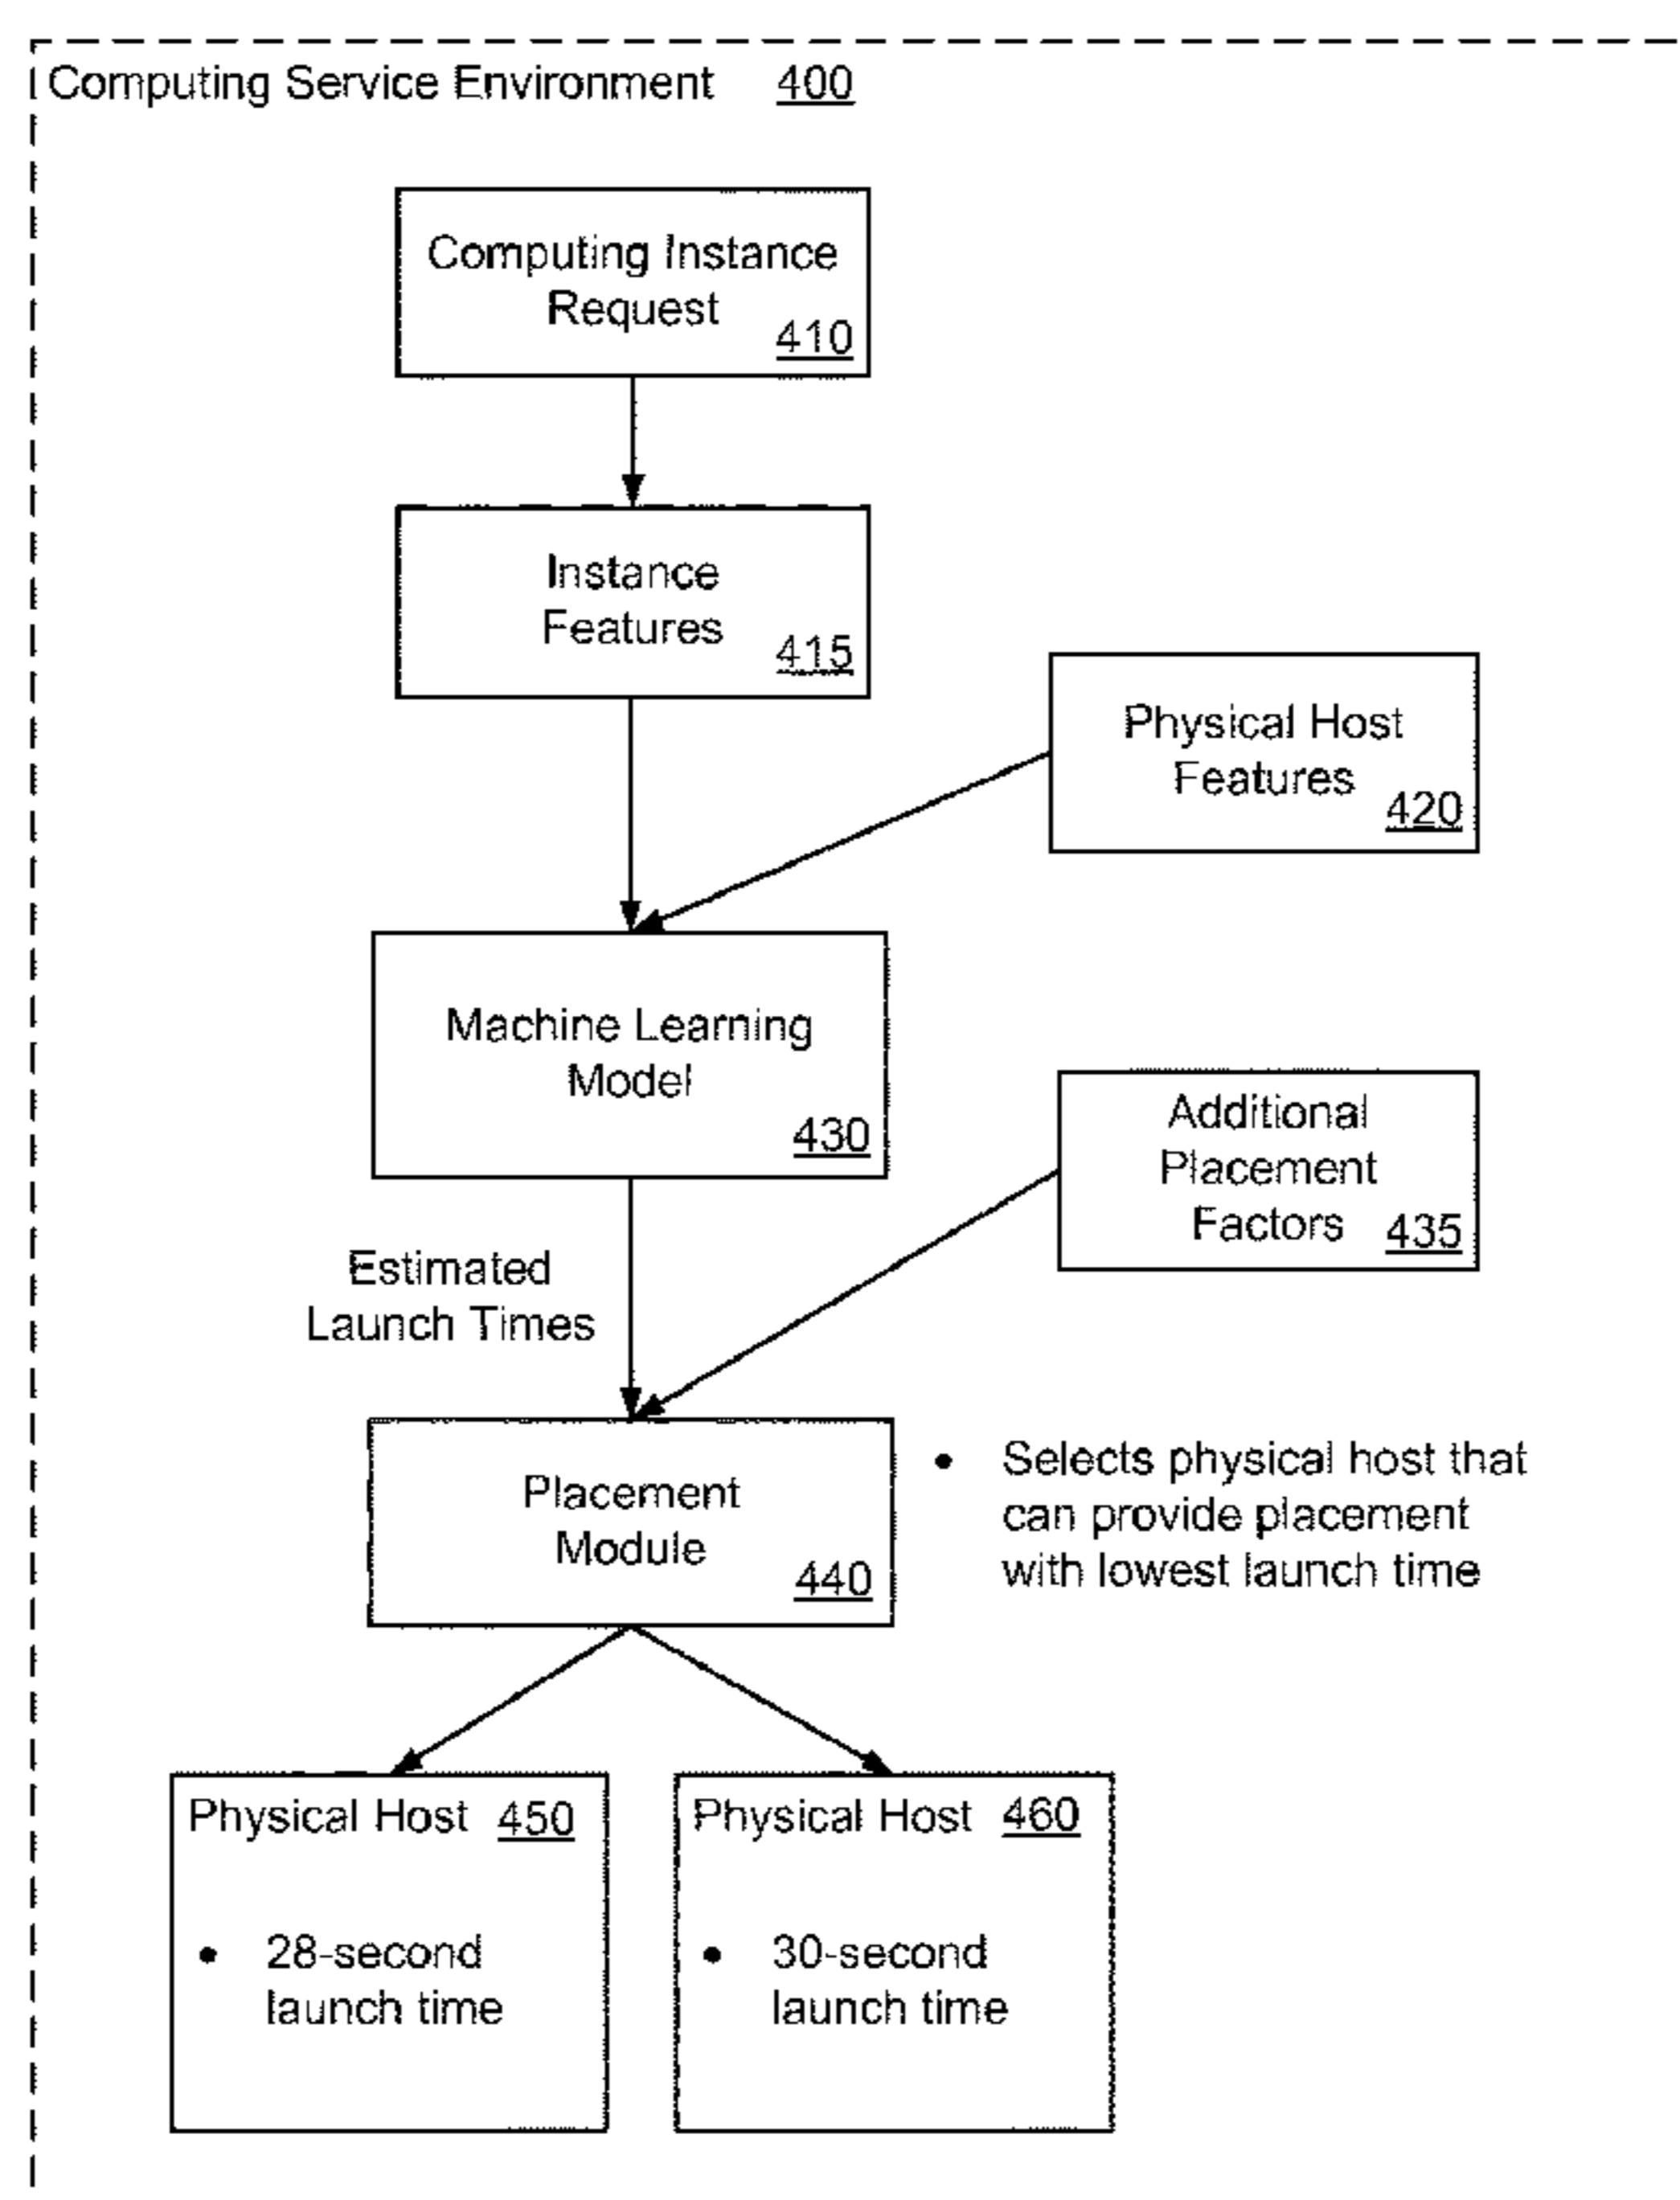 Computing Service Environment 400
Computing Instance
Request
410
Instance
Features
415
Physical Host
Features
420
Machine Learning
Model
430
Additional
Placement
Factors 435
Estimated
Launch Times
Placement
Module
440
• Selects physical host that
can provide placement
with lowest launch time
Physical Host 450
• 28-second
launch time
Physical Host 460
• 30-second
launch time